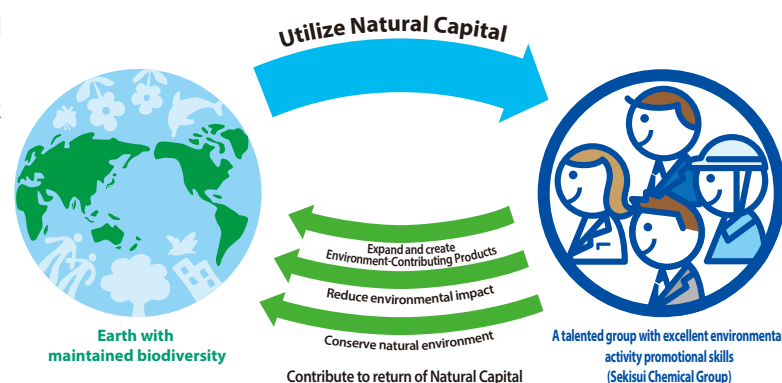 Utilize Natural Capital
Expand and create
Environment-Contributing Products
Reduce environmental impact
Conserve natural environment
Earth with
maintained biodiversity
Contribute to return of Natural Capital
A talented group with excellent environmental
activity promotional skills
(Sekisui Chemical Group)